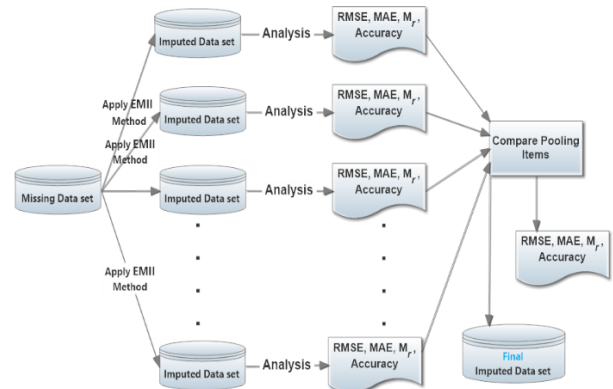 Imputed Data set
Analysis
RMSE, MAE, Mr,
Accuracy
Apply EMII
Method
Imputed Data set
Analysis
RMSE, MAE, Mr,
Accuracy
Apply EMII
Method
Compare Pooling
Items
Missing Data set
Imputed Data set
Analysis
RMSE, MAE, Mr,
Accuracy
RMSE, MAE, Mr,
Accuracy
Apply EMII
Method
Final
Imputed Data set
Imputed Data set
Analysis
RMSE, MAE, Mr,
Accuracy